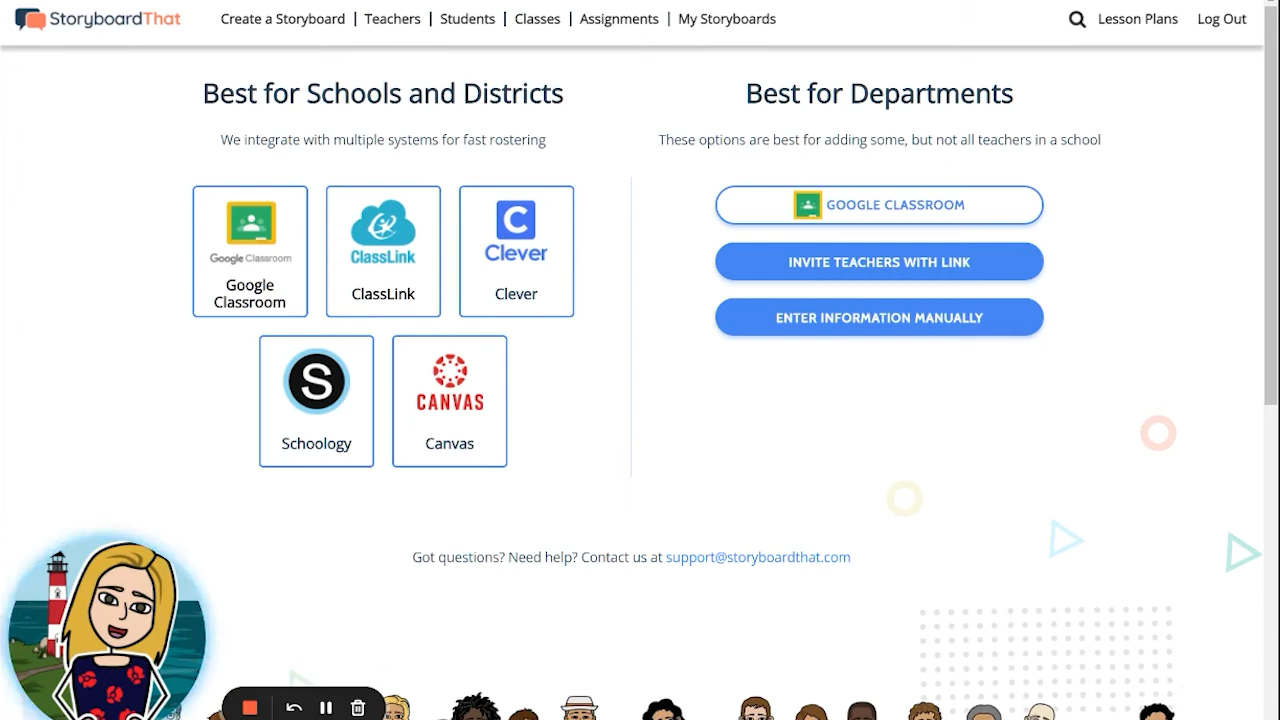 StoryboardThat
Create a Storyboard | Teachers | Students | Classes | Assignments | My Storyboards
Lesson Plans
Log Out
Best for Schools and Districts
We integrate with multiple systems for fast rostering
Google Classroom
Google
Classroom
ClassLink
ClassLink
C
Clever
Clever
S
Schoology
CANVAS
Canvas
Best for Departments
These options are best for adding some, but not all teachers in a school
GOOGLE CLASSROOM
INVITE TEACHERS WITH LINK
ENTER INFORMATION MANUALLY
Got questions? Need help? Contact us at support@storyboardthat.com